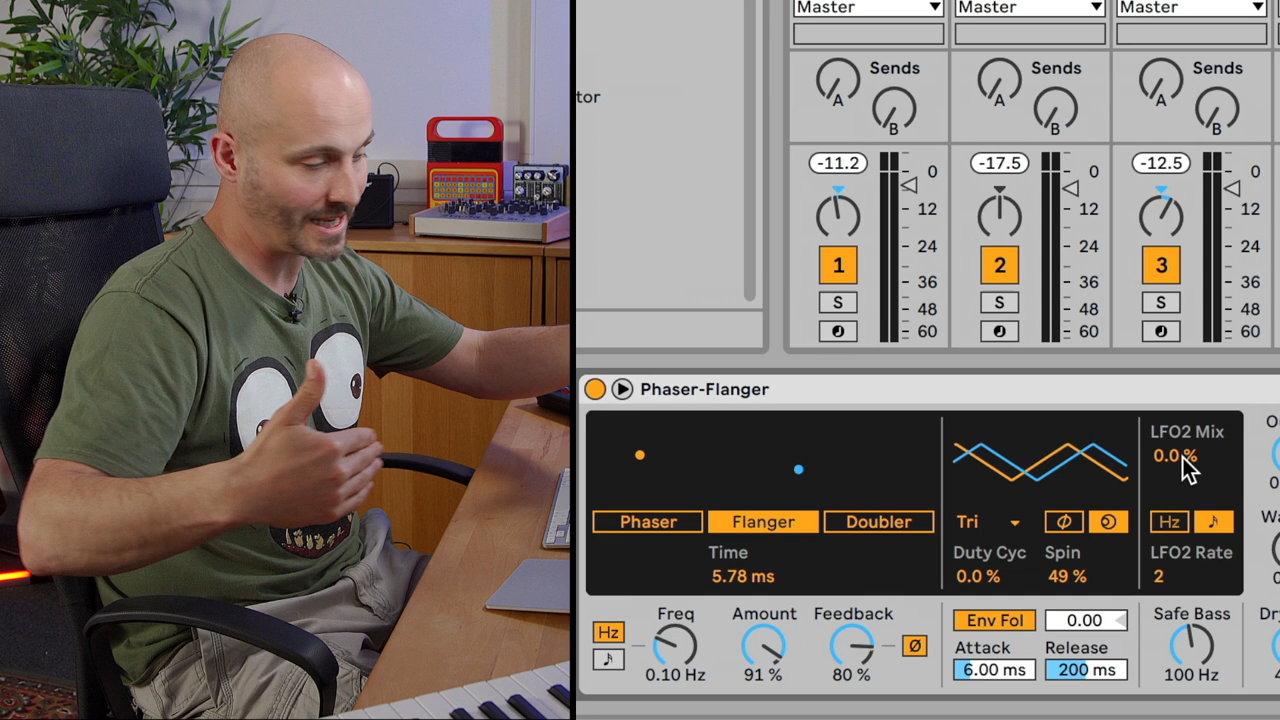 Master
Master
Master
tor
Sends
Sends
Sends
A
B
A
B
A
B
-11.2
-17.5
-12.5
0
12
24
36
48
60
0
12
24
36
48
60
0
12
24
36
48
60
1
2
3
S
S
S
Phaser-Flanger
LFO2 Mix
0.0 %
Phaser
Flanger
Doubler
Tri
Ø
Hz
Time
5.78 ms
Duty Cyc
Spin
0.0 %
49 %
LFO2 Rate
2
Hz
Freq
0.10 Hz
Amount
91 %
Feedback
80 %
Ø
Env Fol
0.00
Attack
Release
6.00 ms
200 ms
Safe Bass
100 Hz